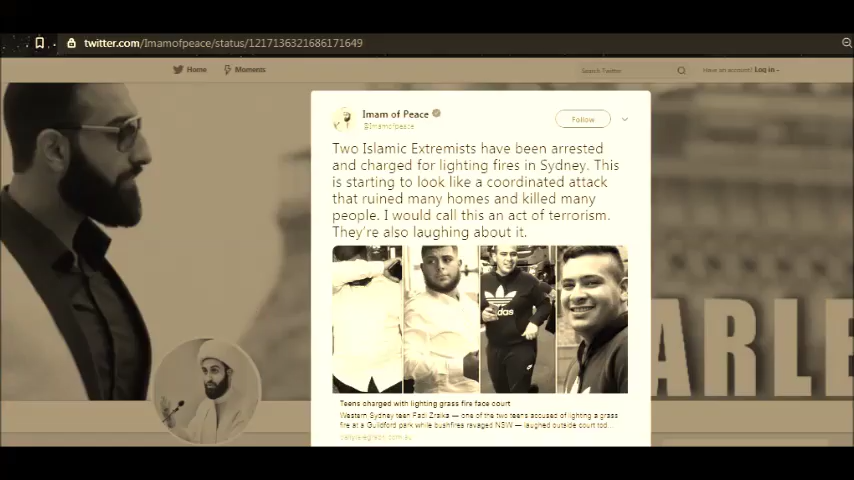 twitter.com/Imamofpeace/status/1217136321686171649
Home Moments Search Twitter Have an account? Log in
Imam of Peace
@Imamofpeace
Follow
Two Islamic Extremists have been arrested
and charged for lighting fires in Sydney. This
is starting to look like a coordinated attack
that ruined many homes and killed many
people. I would call this an act of terrorism.
They're also laughing about it.
adidas
ARLE
Teens charged with lighting grass fire face court
Western Sydney teen Fadi Zraika — one of the two teens accused of lighting a grass
fire at a Guildford park while bushfires ravaged NSW — laughed outside court tod...
dailytelegraph.com.au